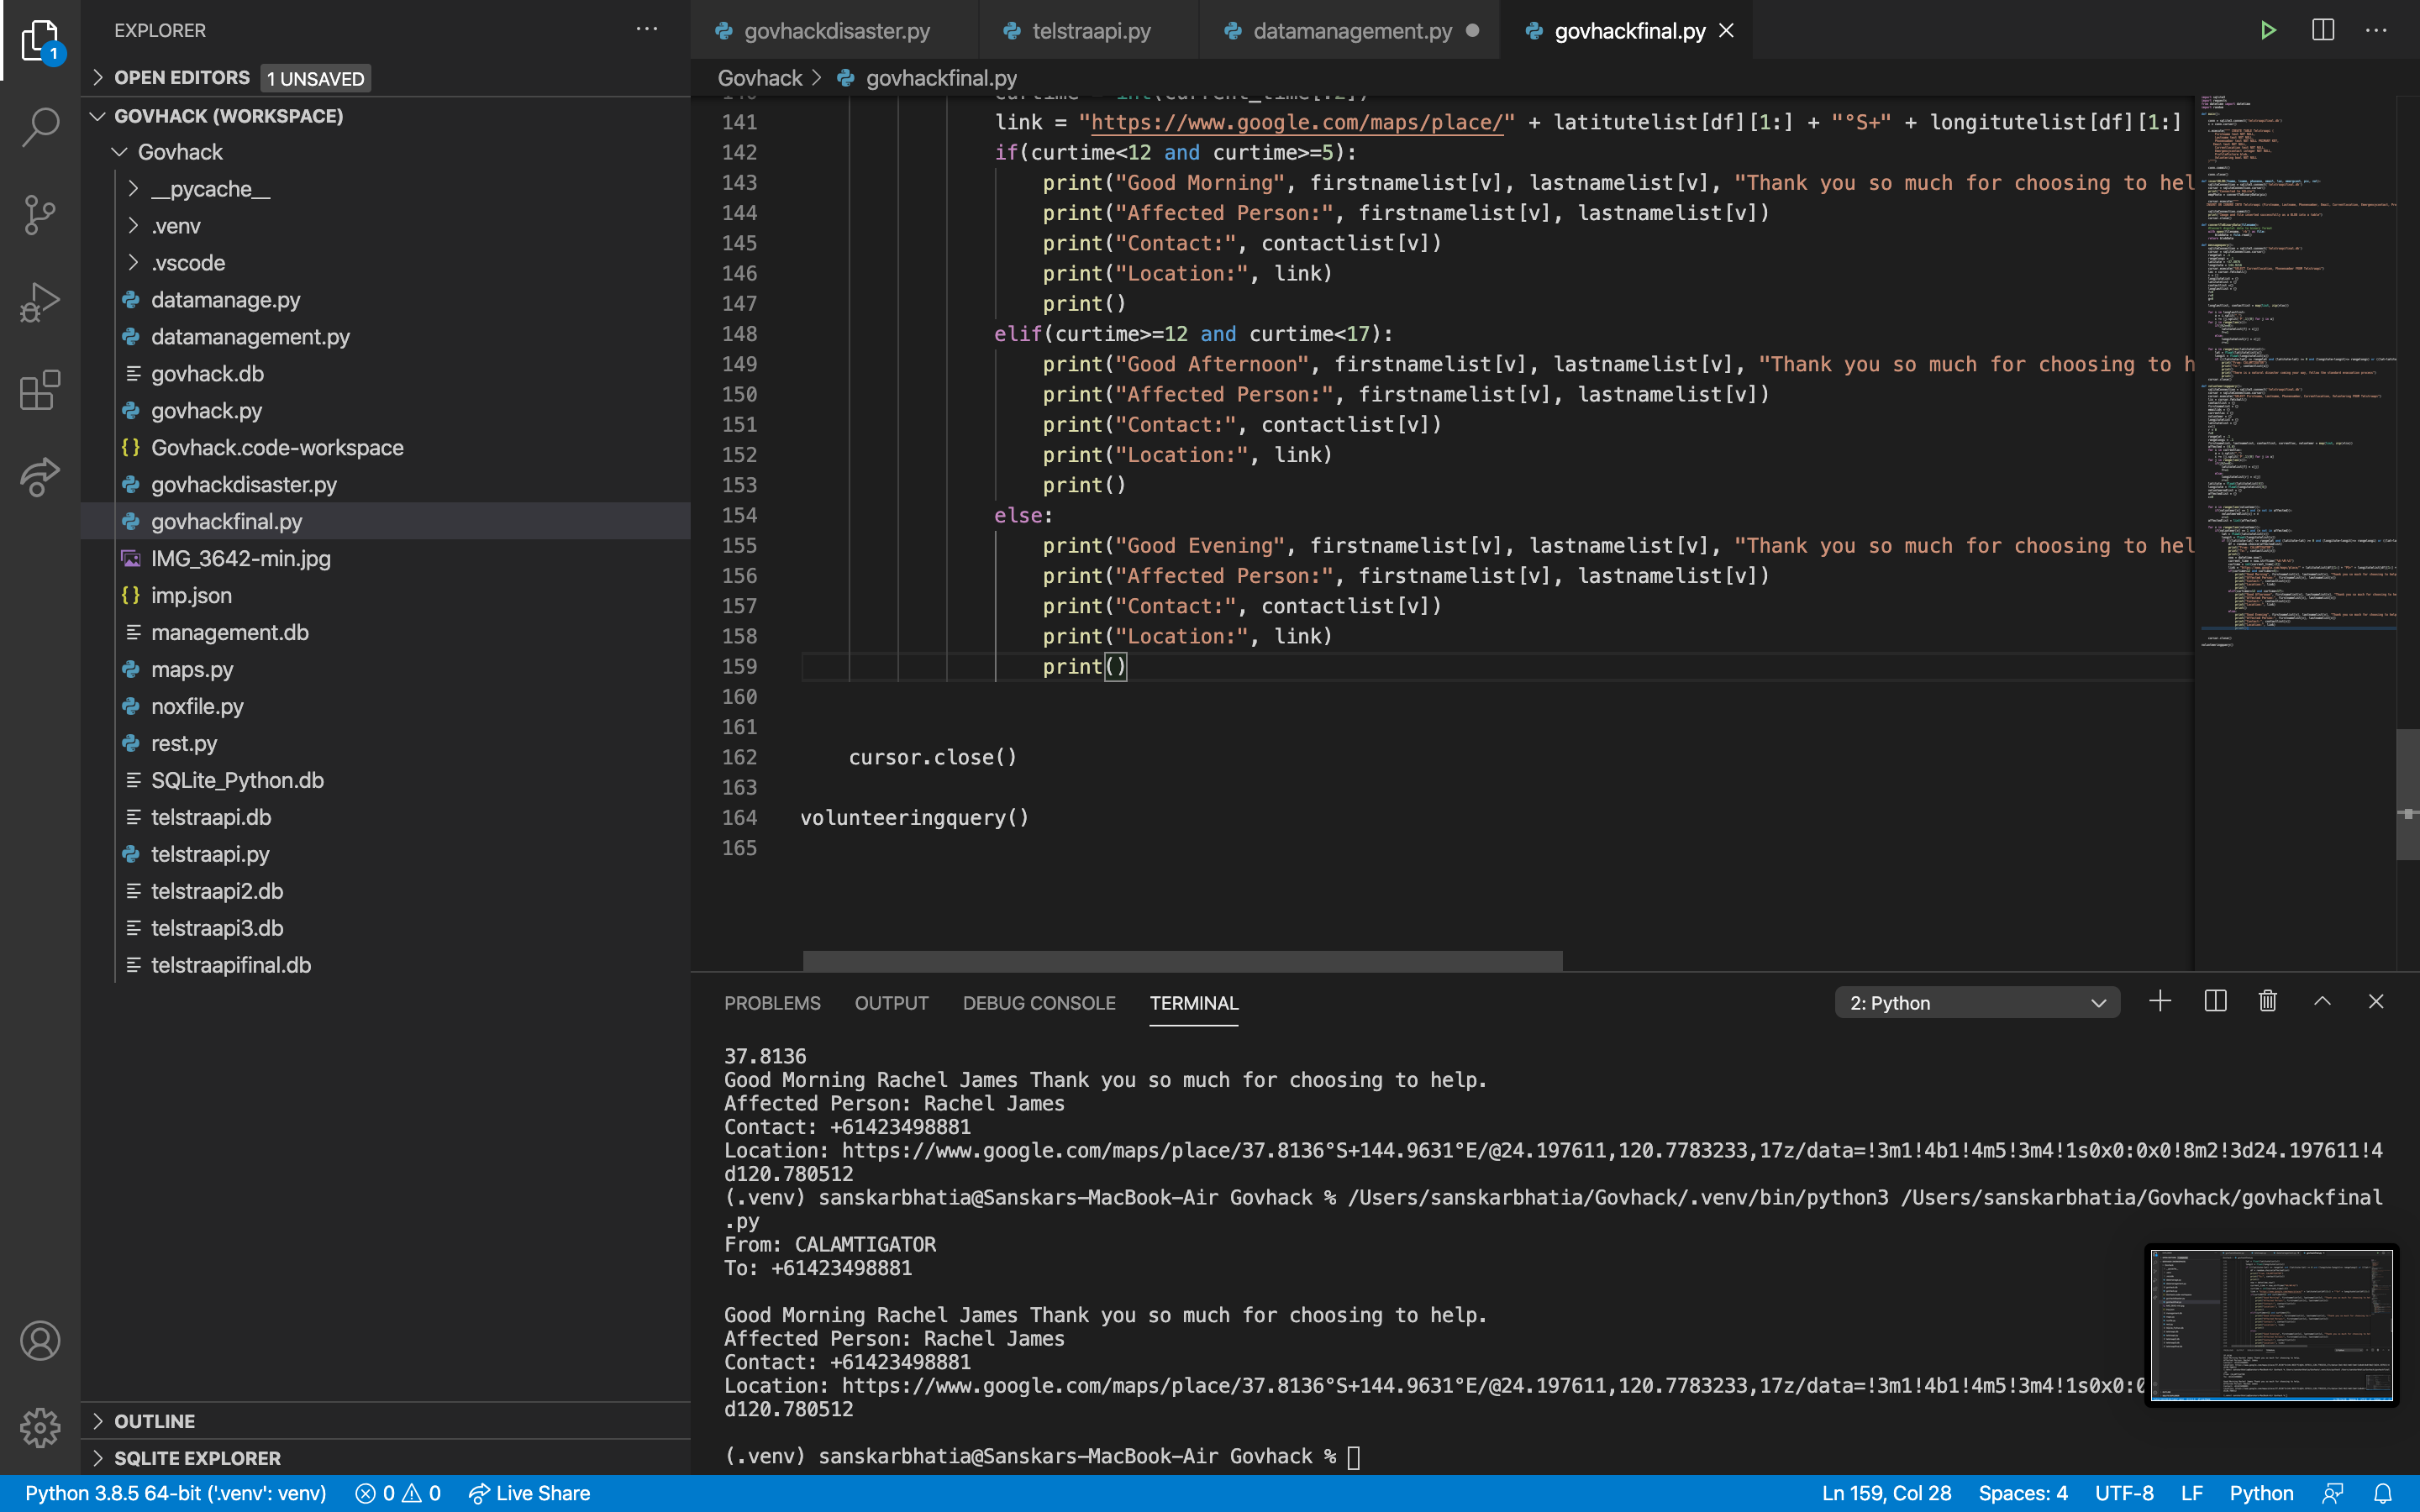 EXPLORER
OPEN EDITORS 1 UNSAVED
GOVHACK (WORKSPACE)
Govhack
__pycache__
.venv
.vscode
datamanage.py
datamanagement.py
govhack.db
govhack.py
Govhack.code-workspace
govhackdisaster.py
govhackfinal.py
IMG_3642-min.jpg
imp.json
management.db
maps.py
noxfile.py
rest.py
SQLite_Python.db
telstraapi.db
telstraapi.py
telstraapi2.db
telstraapi3.db
telstraapifinal.db
OUTLINE
SQLITE EXPLORER
1
govhackdisaster.py telstraapi.py datamanagement.py govhackfinal.py
Govhack > govhackfinal.py
141 link = "https://www.google.com/maps/place/" + latitutelist[df][1:] + "°S+" + longitutelist[df][1:]
142 if(curtime<12 and curtime>=5):
143 print("Good Morning", firstnamelist[v], lastnamelist[v], "Thank you so much for choosing to hel
144 print("Affected Person:", firstnamelist[v], lastnamelist[v])
145 print("Contact:", contactlist[v])
146 print("Location:", link)
147 print()
148 elif(curtime>=12 and curtime<17):
149 print("Good Afternoon", firstnamelist[v], lastnamelist[v], "Thank you so much for choosing to h
150 print("Affected Person:", firstnamelist[v], lastnamelist[v])
151 print("Contact:", contactlist[v])
152 print("Location:", link)
153 print()
154 else:
155 print("Good Evening", firstnamelist[v], lastnamelist[v], "Thank you so much for choosing to hel
156 print("Affected Person:", firstnamelist[v], lastnamelist[v])
157 print("Contact:", contactlist[v])
158 print("Location:", link)
159 print()
160
161
162 cursor.close()
163
164 volunteeringquery()
165
PROBLEMS OUTPUT DEBUG CONSOLE TERMINAL 2: Python
37.8136
Good Morning Rachel James Thank you so much for choosing to help.
Affected Person: Rachel James
Contact: +61423498881
Location: https://www.google.com/maps/place/37.8136°S+144.9631°E/@24.197611,120.7783233,17z/data=!3m1!4b1!4m5!3m4!1s0x0:0x0!8m2!3d24.197611!4
d120.780512
(.venv) sanskarbhatia@Sanskars-MacBook-Air Govhack % /Users/sanskarbhatia/Govhack/.venv/bin/python3 /Users/sanskarbhatia/Govhack/govhackfinal
.py
From: CALAMTIGATOR
To: +61423498881
Good Morning Rachel James Thank you so much for choosing to help.
Affected Person: Rachel James
Contact: +61423498881
Location: https://www.google.com/maps/place/37.8136°S+144.9631°E/@24.197611,120.7783233,17z/data=!3m1!4b1!4m5!3m4!1s0x0:0
d120.780512
(.venv) sanskarbhatia@Sanskars-MacBook-Air Govhack %
Python 3.8.5 64-bit ('.venv': venv) 0 0 Live Share Ln 159, Col 28 Spaces: 4 UTF-8 LF Python